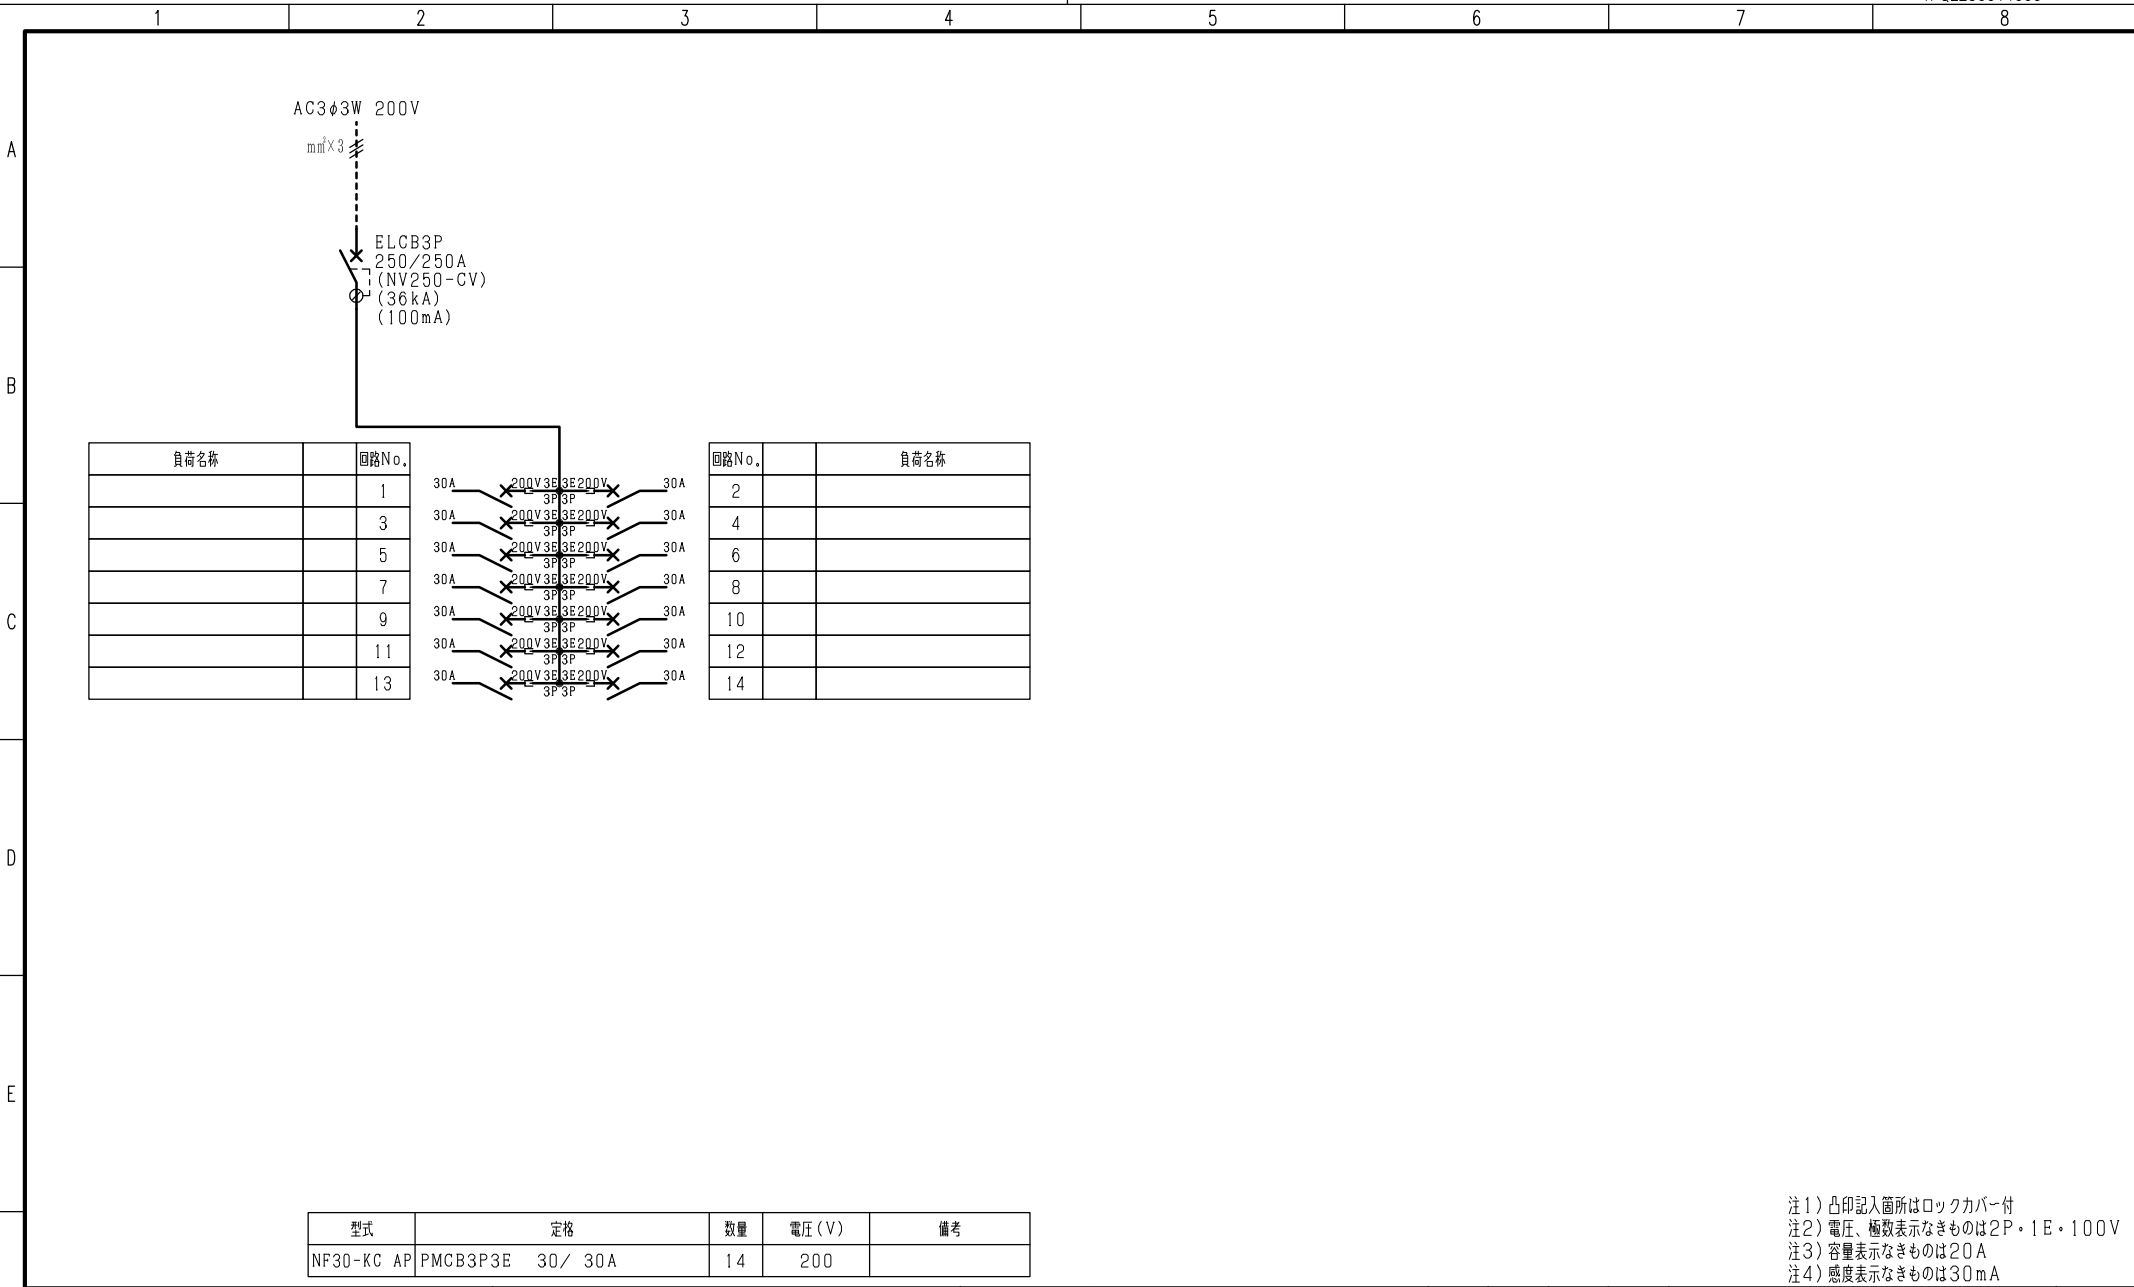 1 2 3 4 5 6 7 8
A
B
C
D
E
AC3φ3W 200V
mm²×3
ELCB3P
250/250A
(NV250-CV)
(36kA)
(100mA)
負荷名称 回路No. 回路No. 負荷名称
1 30A 200V 3E 3E 200V 30A 2
3P 3P
3 30A 200V 3E 3E 200V 30A 4
3P 3P
5 30A 200V 3E 3E 200V 30A 6
3P 3P
7 30A 200V 3E 3E 200V 30A 8
3P 3P
9 30A 200V 3E 3E 200V 30A 10
3P 3P
11 30A 200V 3E 3E 200V 30A 12
3P 3P
13 30A 200V 3E 3E 200V 30A 14
3P 3P
型式 定格 数量 電圧(V) 備考
NF30-KC AP PMCB3P3E 30/ 30A 14 200
注1)凸印記入箇所はロックカバー付
注2)電圧、極数表示なきものは2P・1E・100V
注3)容量表示なきものは20A
注4)感度表示なきものは30mA